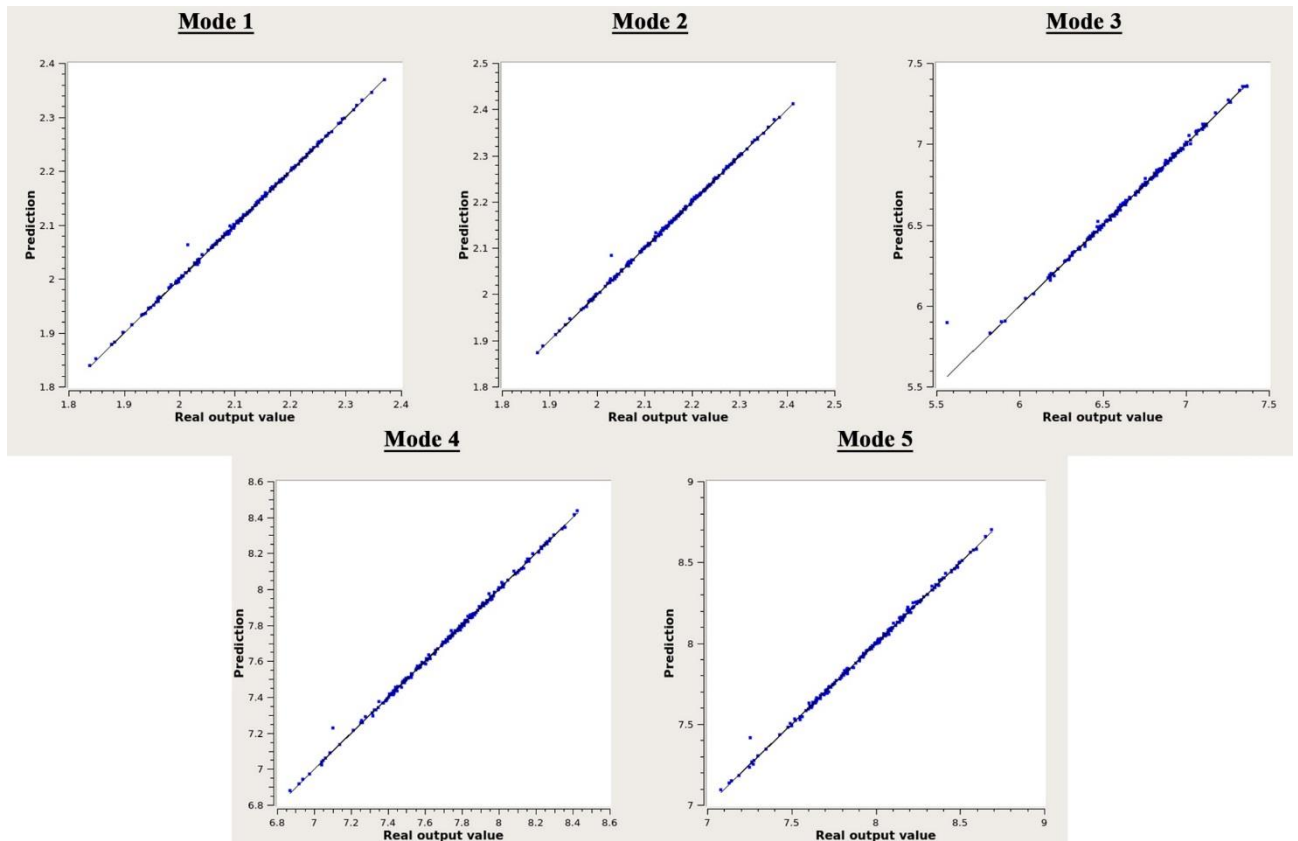 Mode 1
Mode 2
Mode 3
2.4
2.3
2.2
2.1
2
1.9
1.8
Prediction
1.8 1.9 2 2.1 2.2 2.3 2.4
Real output value
2.5
2.4
2.3
2.2
2.1
2
1.9
1.8
Prediction
1.8 1.9 2 2.1 2.2 2.3 2.4 2.5
Real output value
7.5
7
6.5
6
5.5
Prediction
5.5 6 6.5 7 7.5
Real output value
Mode 4
Mode 5
8.6
8.4
8.2
8
7.8
7.6
7.4
7.2
7
6.8
Prediction
6.8 7 7.2 7.4 7.6 7.8 8 8.2 8.4 8.6
Real output value
9
8.5
8
7.5
7
Prediction
7 7.5 8 8.5 9
Real output value